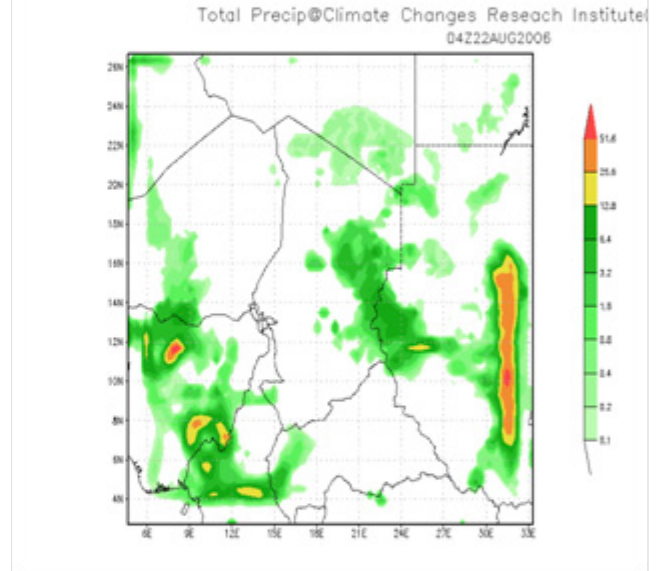 Total Precip@Climate Changes Reseach Institute(
04Z22AUG2006
26N
24N
22N
20N
18N
16N
14N
12N
10N
8N
6N
4N
6E
9E
12E
15E
18E
21E
24E
27E
30E
33E
51.6
25.6
12.8
6.4
3.2
1.6
0.8
0.4
0.2
0.1